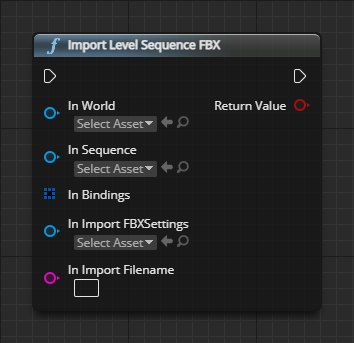 Import Level Sequence FBX
In World
Return Value
Select Asset
In Sequence
Select Asset
In Bindings
In Import FBXSettings
Select Asset
In Import Filename